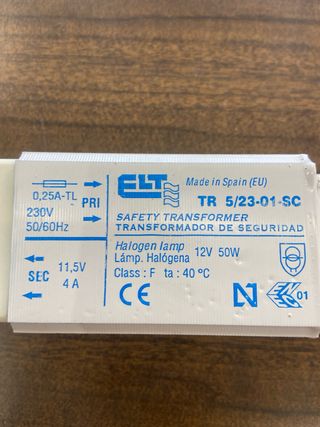 ELT
Made in Spain (EU)
0,25A-TL
PRI
TR 5/23-01-SC
230V
50/60Hz
SAFETY TRANSFORMER
TRANSFORMADOR DE SEGURIDAD
SEC
11,5V
4 A
Halogen lamp
Lámp. Halógena
12V 50W
Class : F ta : 40 ºC
CE
N
01